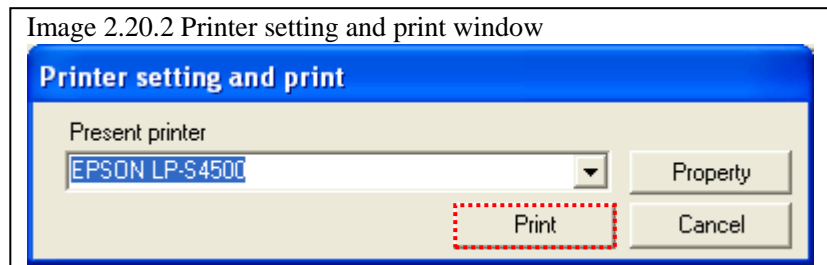 Image 2.20.2 Printer setting and print window
Printer setting and print
Present printer
EPSON LP-S4500
Property
Print
Cancel